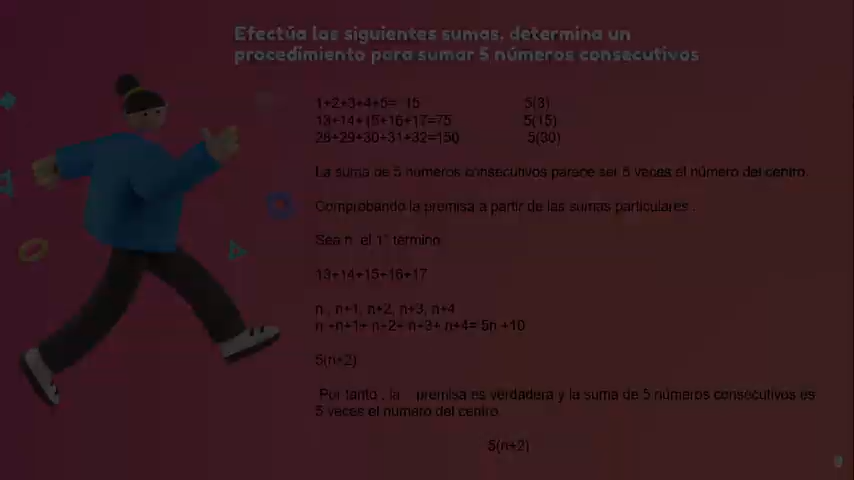 Efectúa las siguientes sumas. determina un
procedimiento para sumar 5 números consecutivos
1+2+3+4+5= 15 5(3)
13+14+15+16+17=75 5(15)
28+29+30+31+32=150 5(30)
La suma de 5 números consecutivos parece ser 5 veces el número del centro.
Comprobando la premisa a partir de las sumas particulares .
Sea n el 1° termino
13+14+15+16+17
n , n+1, n+2, n+3, n+4
n +n+1+ n+2+ n+3+ n+4= 5n +10
5(n+2)
Por tanto , la premisa es verdadera y la suma de 5 números consecutivos es
5 veces el numero del centro.
5(n+2)